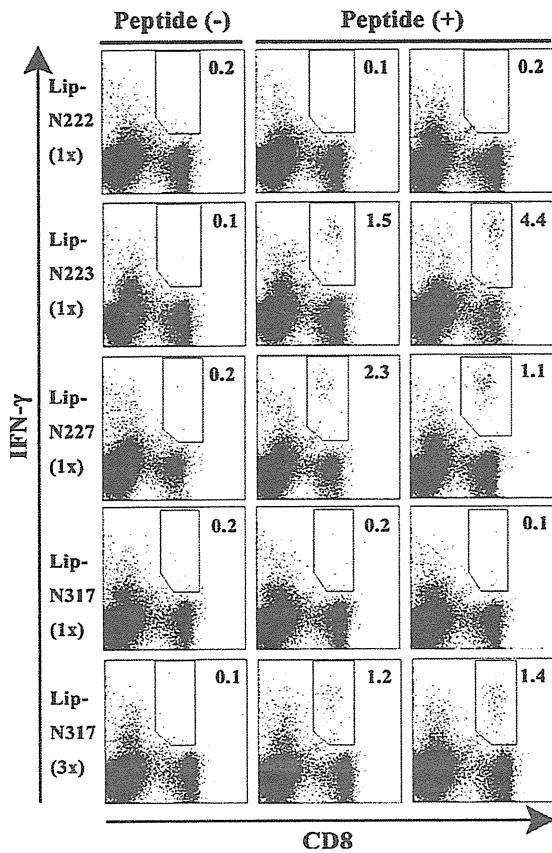 Peptide (-) Peptide (+)
Lip-
N222
(1x)
0.2 0.1 0.2
Lip-
N223
(1x)
0.1 1.5 4.4
Lip-
N227
(1x)
0.2 2.3 1.1
Lip-
N317
(1x)
0.2 0.2 0.1
Lip-
N317
(3x)
0.1 1.2 1.4
IFN-γ
CD8